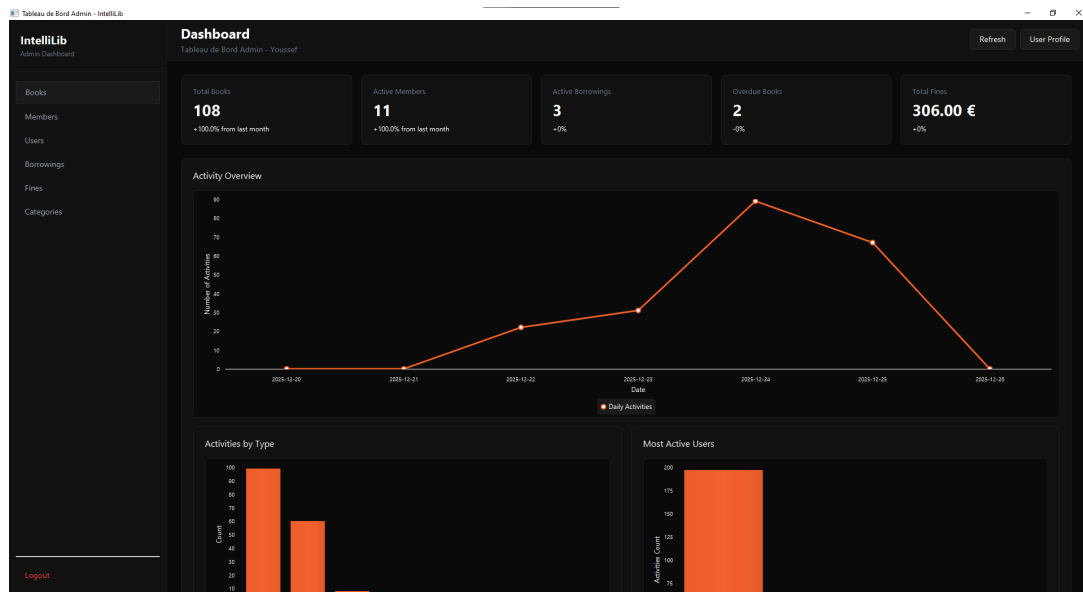 Tableau de Bord Admin - IntelliLib
IntelliLib
Admin Dashboard
Books
Members
Users
Borrowings
Fines
Categories
Logout
Dashboard
Tableau de Bord Admin - Youssef
Refresh
User Profile
Total Books
108
+100.0% from last month
Active Members
11
+100.0% from last month
Active Borrowings
3
+0%
Overdue Books
2
-0%
Total Fines
306.00 €
+0%
Activity Overview
Number of Activities
90
80
70
60
50
40
30
20
10
0
2025-12-20
2025-12-21
2025-12-22
2025-12-23
2025-12-24
2025-12-25
2025-12-26
Date
Daily Activities
Activities by Type
Count
100
90
80
70
60
50
40
30
20
10
Most Active Users
Activities Count
200
175
150
125
100
75